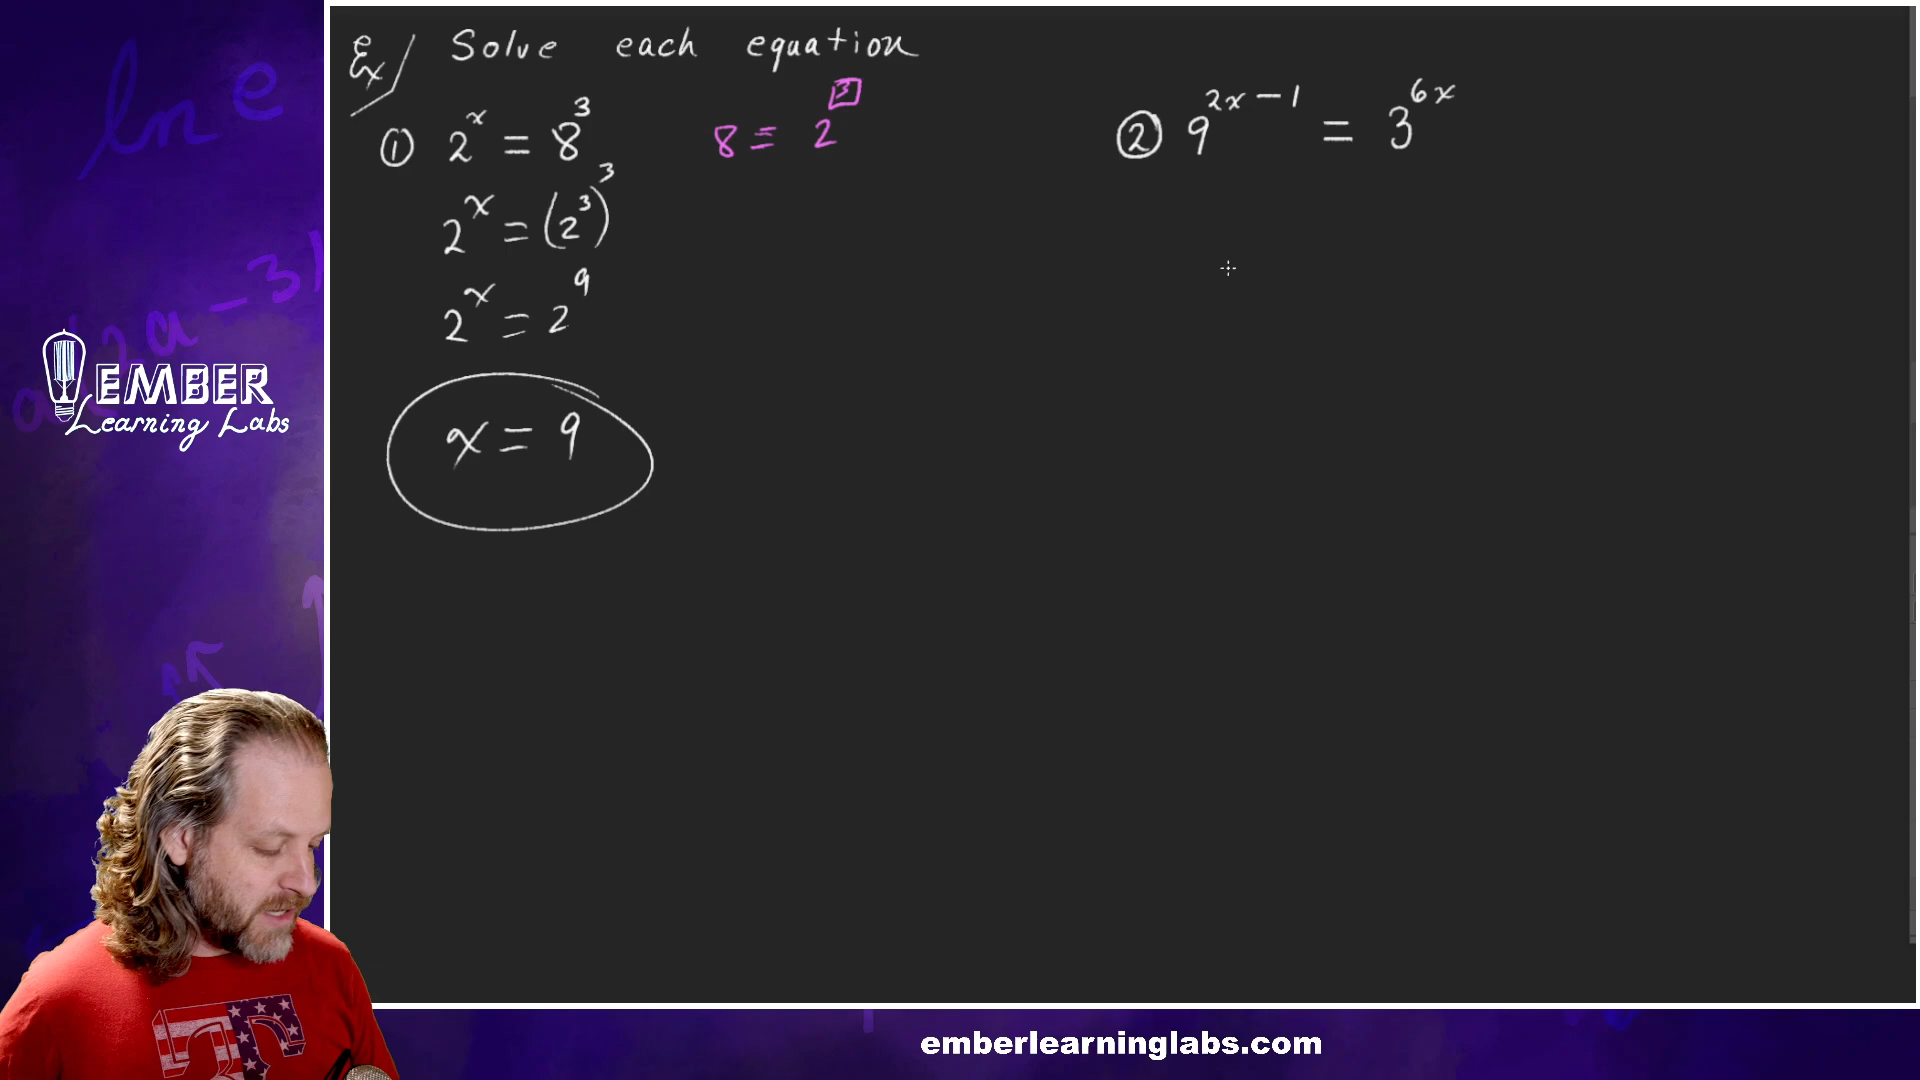 Ex/ Solve each equation
① 2^x = 8^3
8 = 2^3
2^x = (2^3)^3
2^x = 2^9
x = 9
② 9^{2x-1} = 3^{6x}
EMBER
Learning Labs
ln e
emberlearninglabs.com